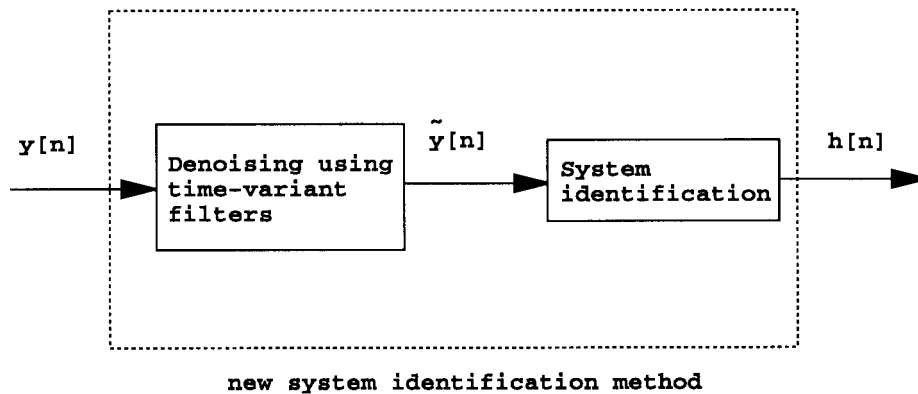 y[n]
Denoising using
time-variant
filters
ỹ[n]
System
identification
h[n]
new system identification method